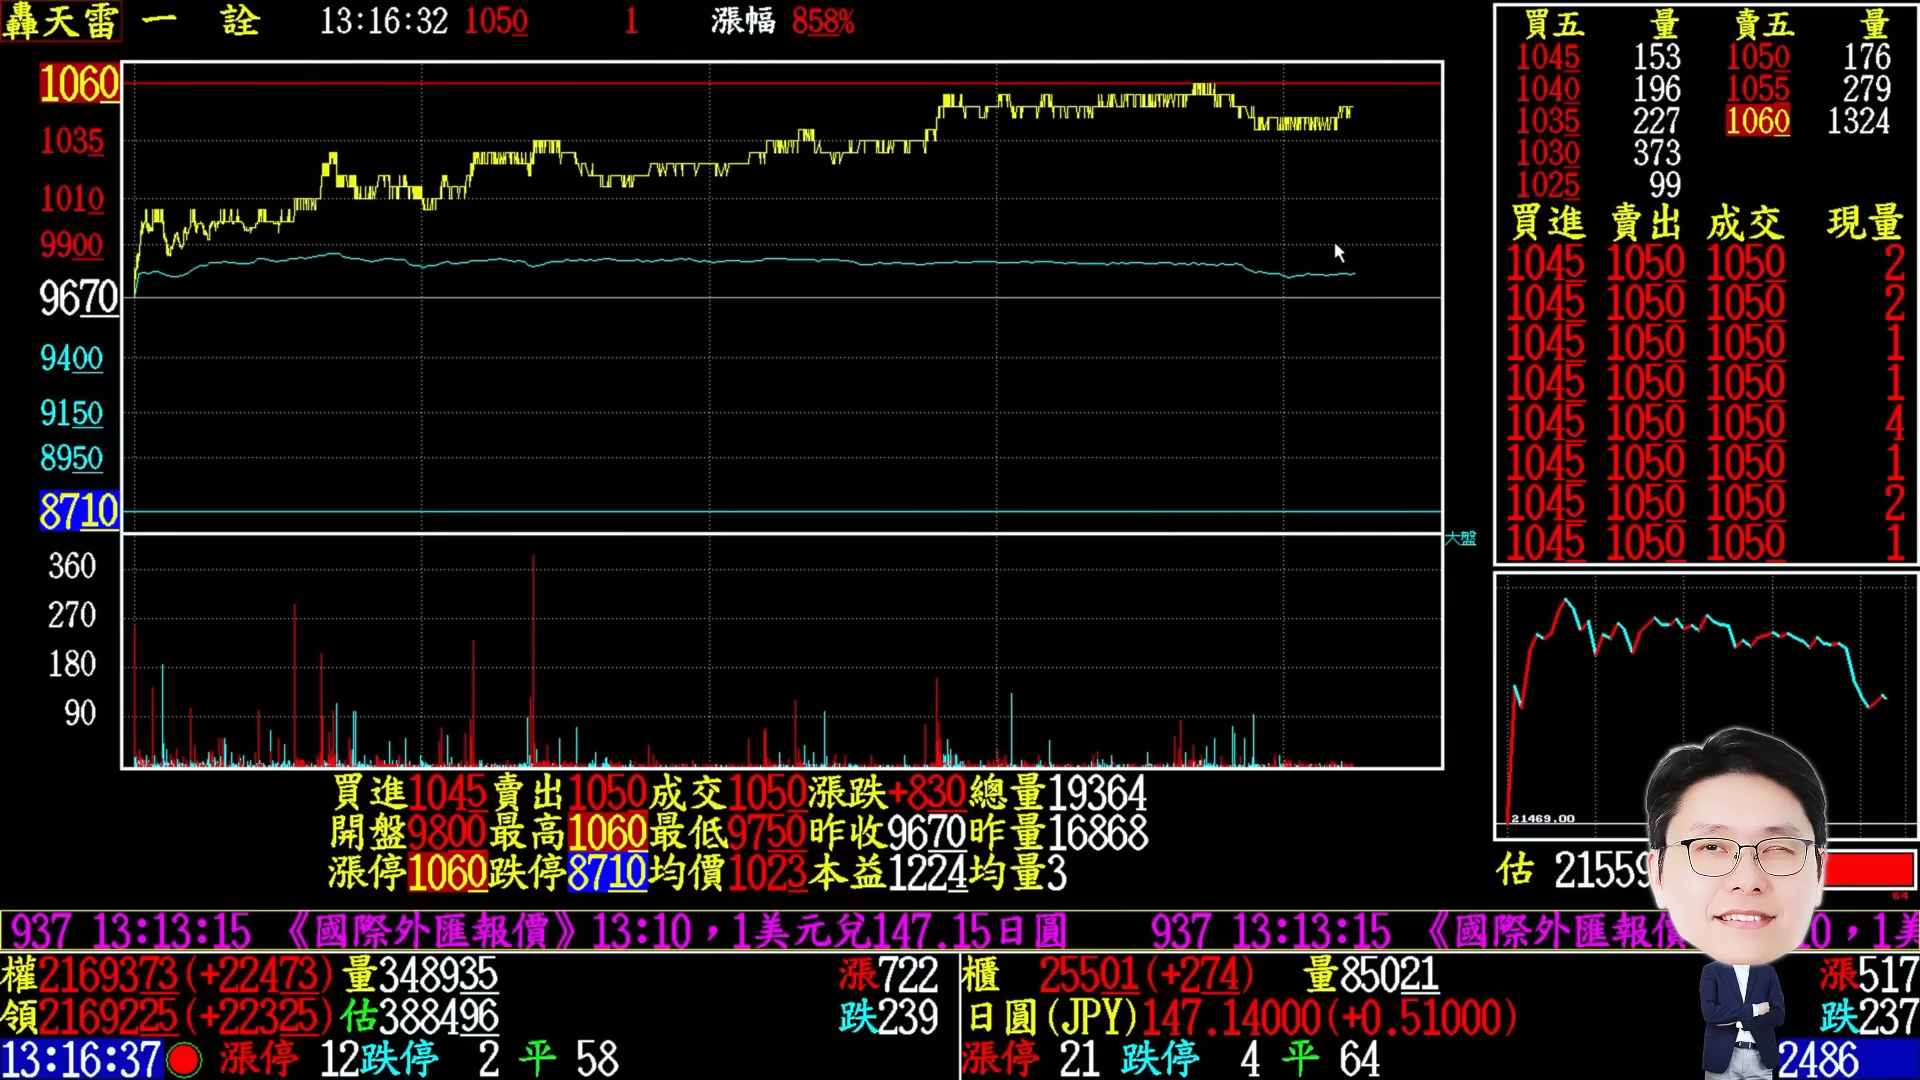 轟天雷 一 詮 13:16:32 1050 1 漲幅 858%
1060
1035
1010
9900
9670
9400
9150
8950
8710
360
270
180
90
大盤
買五 量 賣五 量
1045 153 1050 176
1040 196 1055 279
1035 227 1060 1324
1030 373
1025 99
買進 賣出 成交 現量
1045 1050 1050 2
1045 1050 1050 2
1045 1050 1050 1
1045 1050 1050 1
1045 1050 1050 4
1045 1050 1050 1
1045 1050 1050 2
1045 1050 1050 1
21469.00
估 21559
64
買進1045賣出1050成交1050漲跌+830總量19364
開盤9800最高1060最低9750昨收9670昨量16868
漲停1060跌停8710均價1023本益1224均量3
937 13:13:15 《國際外匯報價》13:10，1美元兌147.15日圓 937 13:13:15 《國際外匯報價 10，1美
權2169373(+22473) 量348935 漲722 櫃 25501(+274) 量85021 漲517
領2169225(+22325) 估388496 跌239 日圓(JPY)147.14000(+0.51000) 跌237
13:16:37 漲停 12跌停 2 平 58 漲停 21 跌停 4 平 64 2486